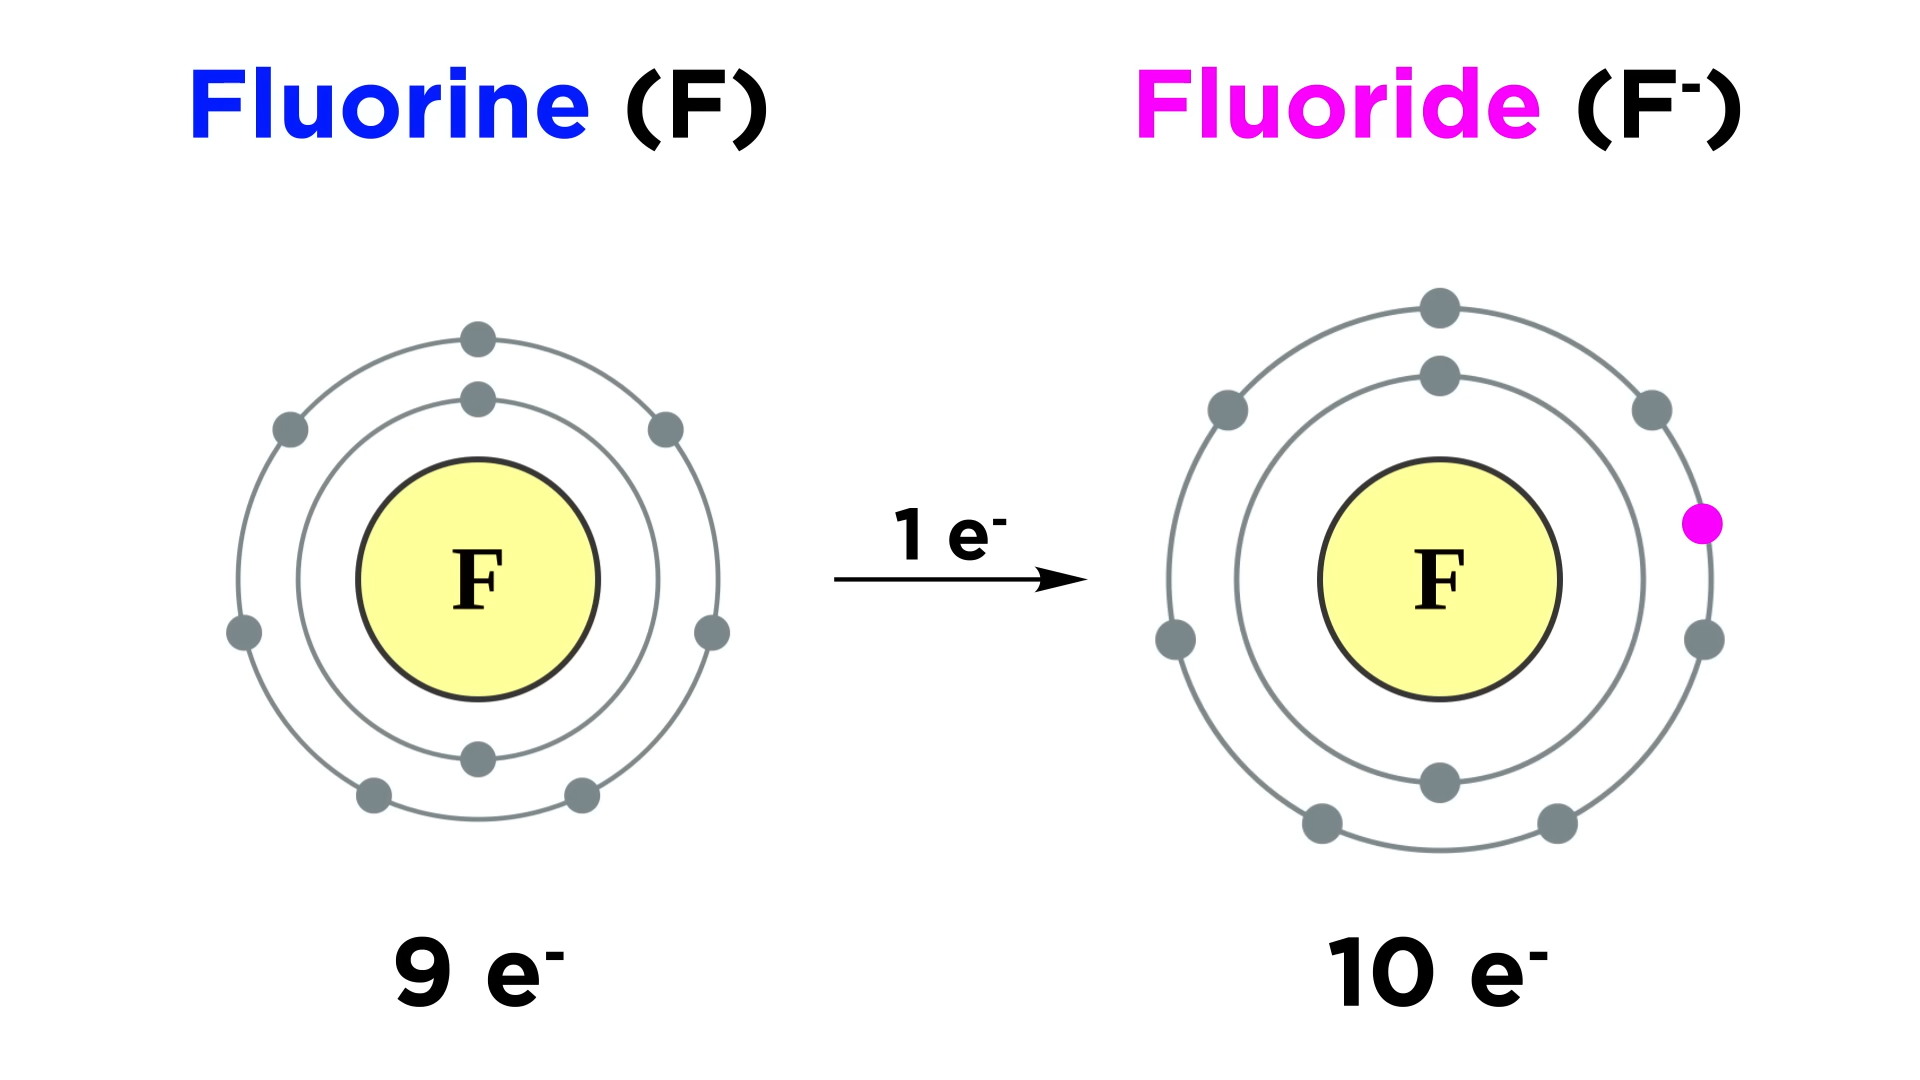 Fluorine (F)
Fluoride (F⁻)
F
1 e⁻
F
9 e⁻
10 e⁻